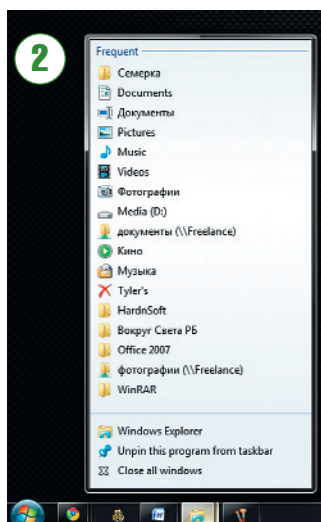 2
Frequent
Семерка
Documents
Документы
Pictures
Music
Videos
Фотографии
Media (D:)
документы (\\Freelance)
Кино
Музыка
Tyler's
HardnSoft
Вокруг Света РБ
Office 2007
фотографии (\\Freelance)
WinRAR
Windows Explorer
Unpin this program from taskbar
Close all windows